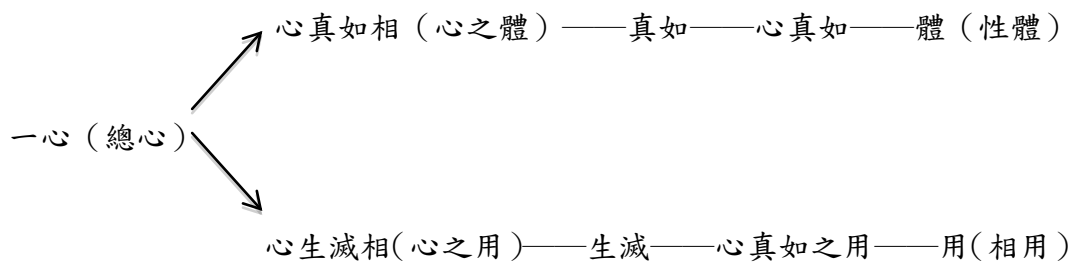 心真如相（心之體）——真如——心真如——體（性體）
一心（總心）
心生滅相(心之用)——生滅——心真如之用——用(相用)